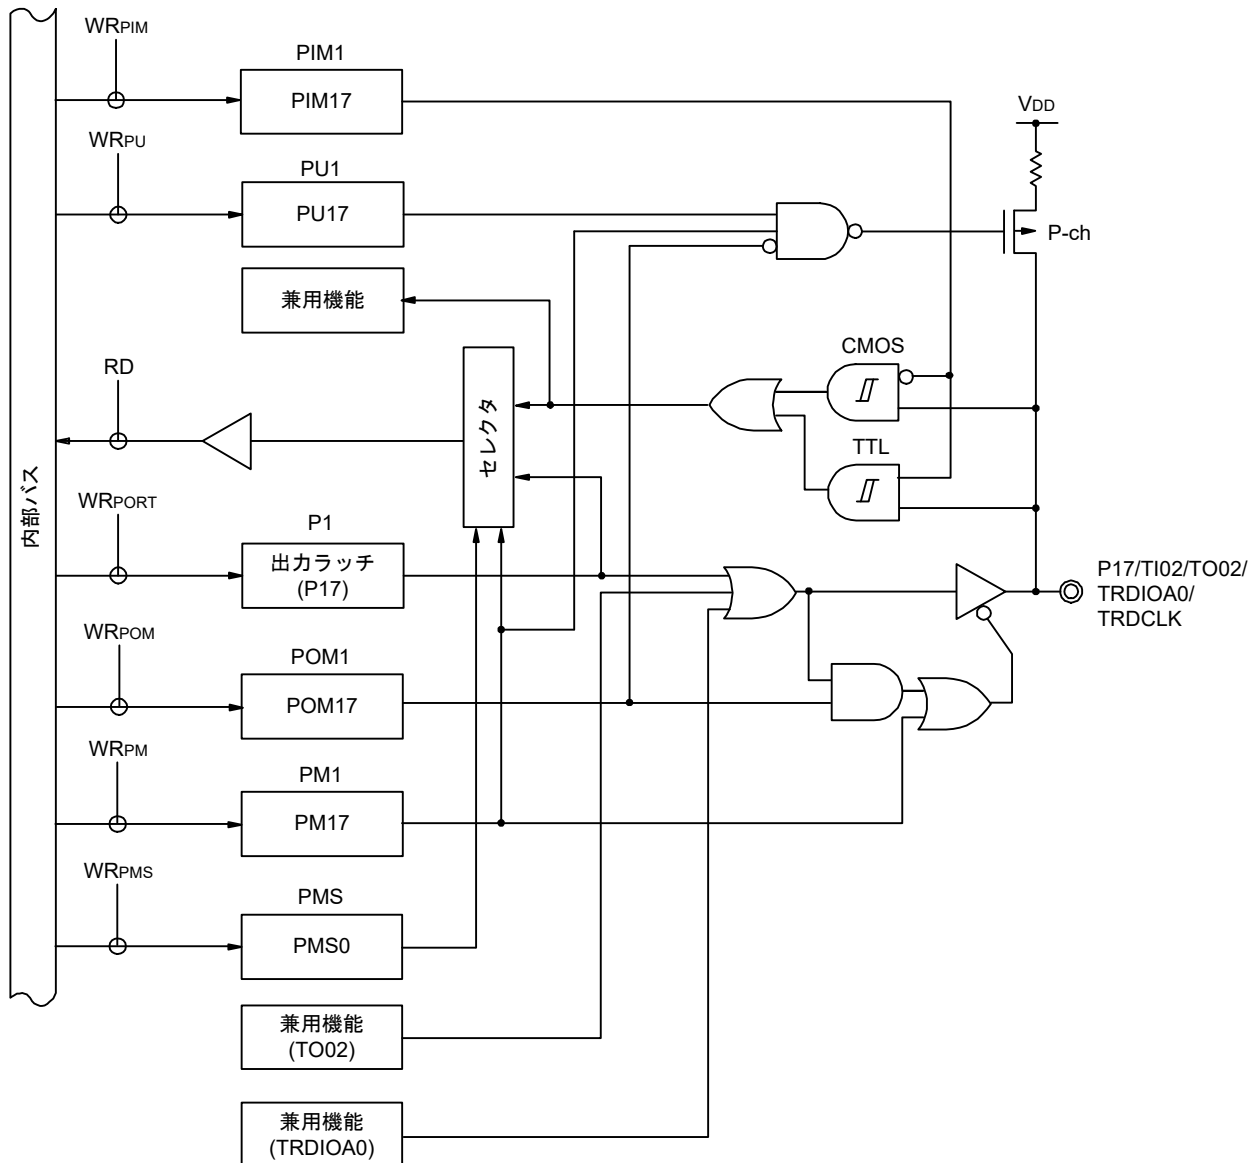 WRPIM
PIM1
PIM17
VDD
WRPU
PU1
PU17
P-ch
兼用機能
CMOS
RD
セレクタ
TTL
内部バス
WRPORT
P1
出力ラッチ
(P17)
P17/TI02/TO02/
TRDIOA0/
TRDCLK
WRPOM
POM1
POM17
WRPM
PM1
PM17
WRPMS
PMS
PMS0
兼用機能
(TO02)
兼用機能
(TRDIOA0)